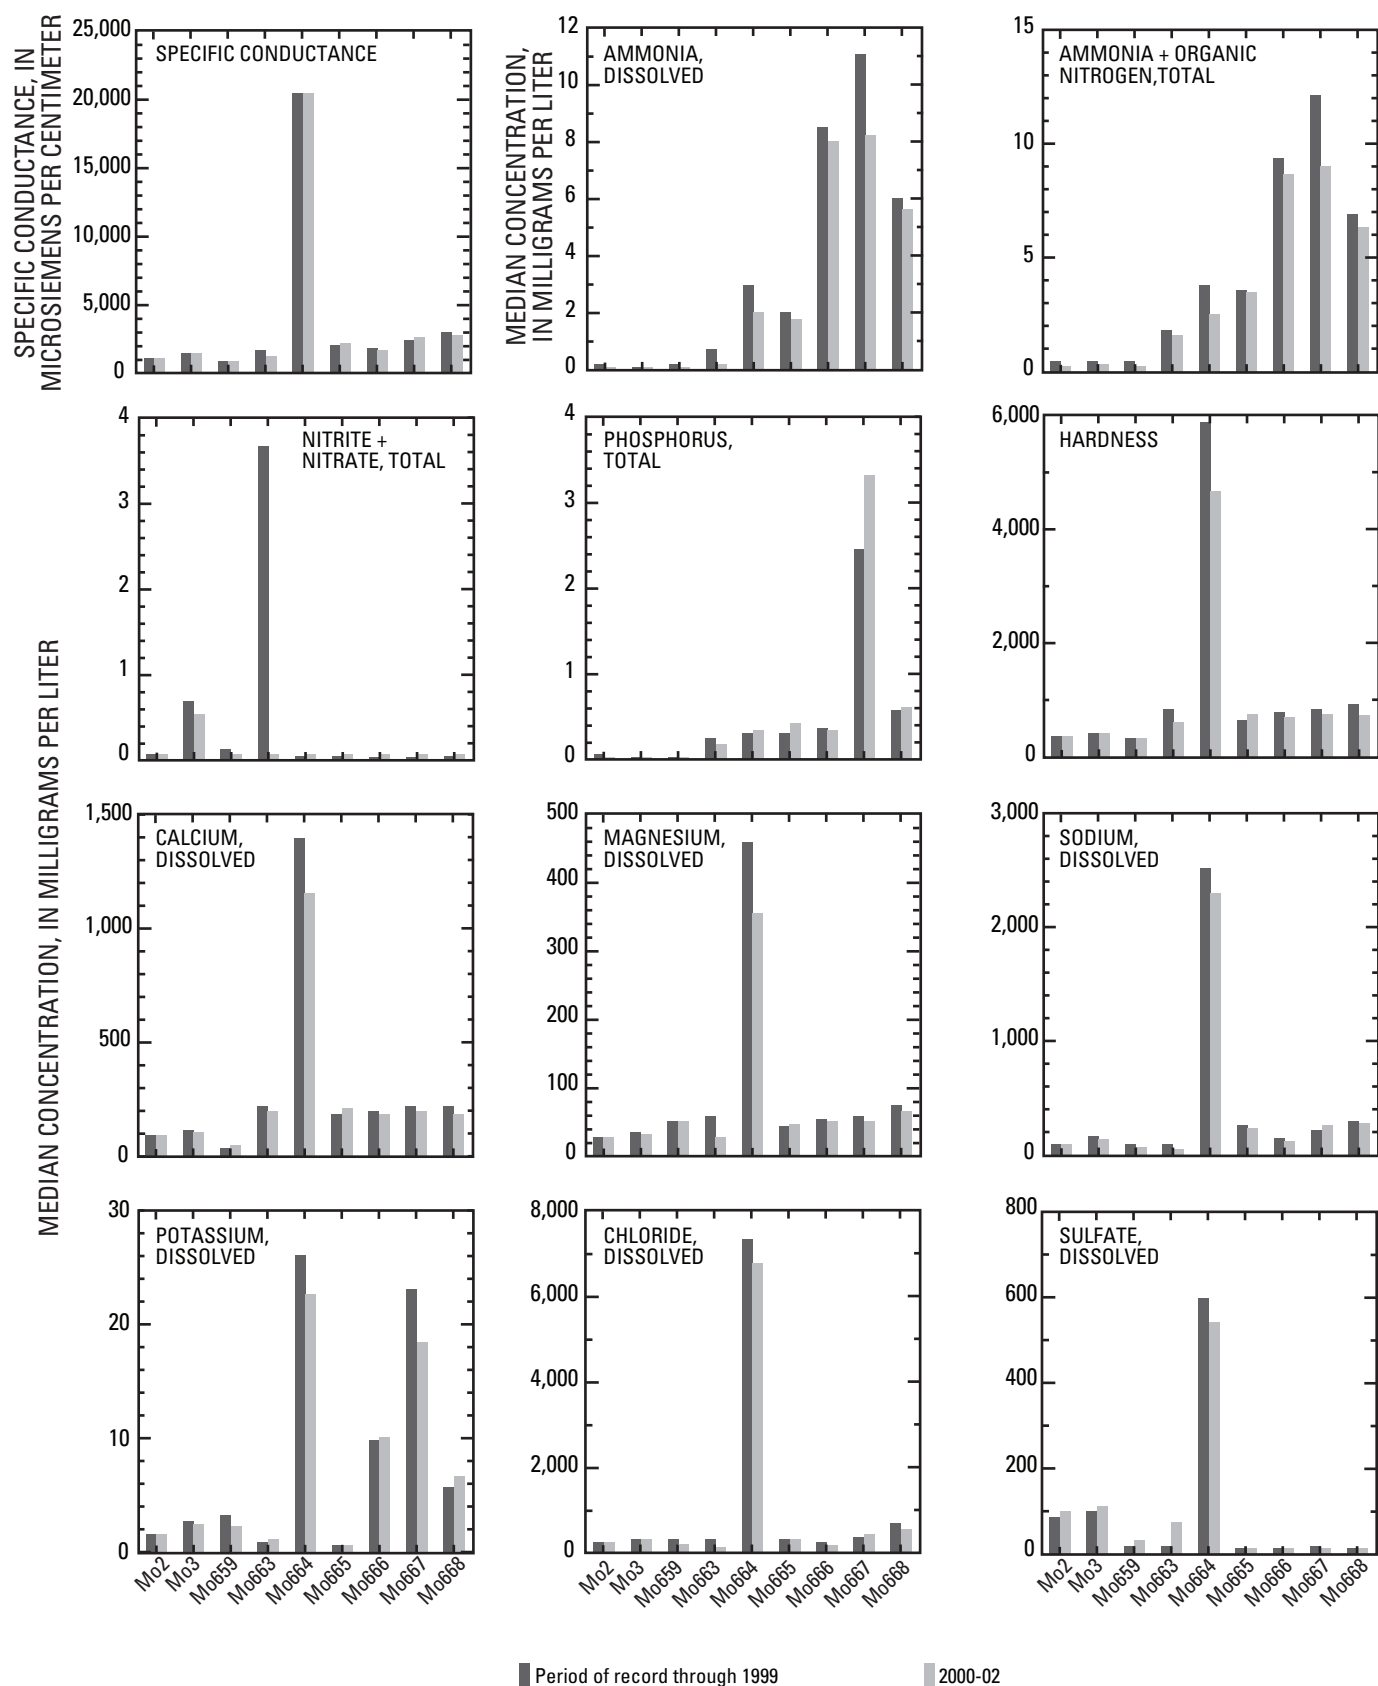 SPECIFIC CONDUCTANCE, IN
MICROSIEMENS PER CENTIMETER
25,000
20,000
15,000
10,000
5,000
0
SPECIFIC CONDUCTANCE
MEDIAN CONCENTRATION,
IN MILLIGRAMS PER LITER
12
10
8
6
4
2
0
AMMONIA,
DISSOLVED
15
10
5
0
AMMONIA + ORGANIC
NITROGEN,TOTAL
MEDIAN CONCENTRATION, IN MILLIGRAMS PER LITER
4
3
2
1
0
NITRITE +
NITRATE, TOTAL
4
3
2
1
0
PHOSPHORUS,
TOTAL
6,000
4,000
2,000
0
HARDNESS
1,500
1,000
500
0
CALCIUM,
DISSOLVED
500
400
300
200
100
0
MAGNESIUM,
DISSOLVED
3,000
2,000
1,000
0
SODIUM,
DISSOLVED
30
20
10
0
POTASSIUM,
DISSOLVED
Mo2
Mo3
Mo659
Mo663
Mo664
Mo665
Mo666
Mo667
Mo668
8,000
6,000
4,000
2,000
0
CHLORIDE,
DISSOLVED
Mo2
Mo3
Mo659
Mo663
Mo664
Mo665
Mo666
Mo667
Mo668
800
600
400
200
0
SULFATE,
DISSOLVED
Mo2
Mo3
Mo659
Mo663
Mo664
Mo665
Mo666
Mo667
Mo668
Period of record through 1999
2000-02